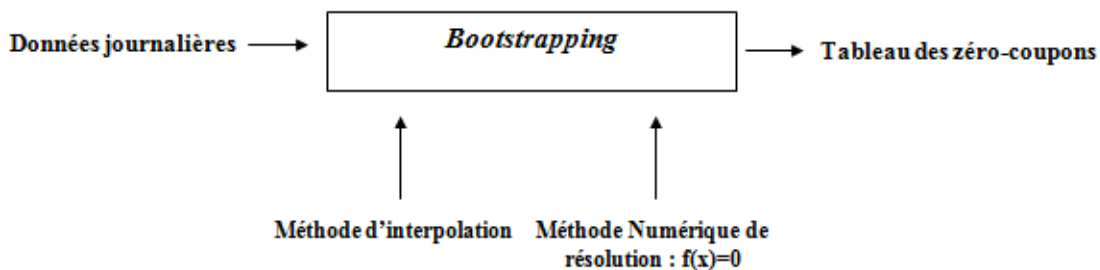 Données journalières
Bootstrapping
Tableau des zéro-coupons
Méthode d'interpolation
Méthode Numérique de
résolution : f(x)=0